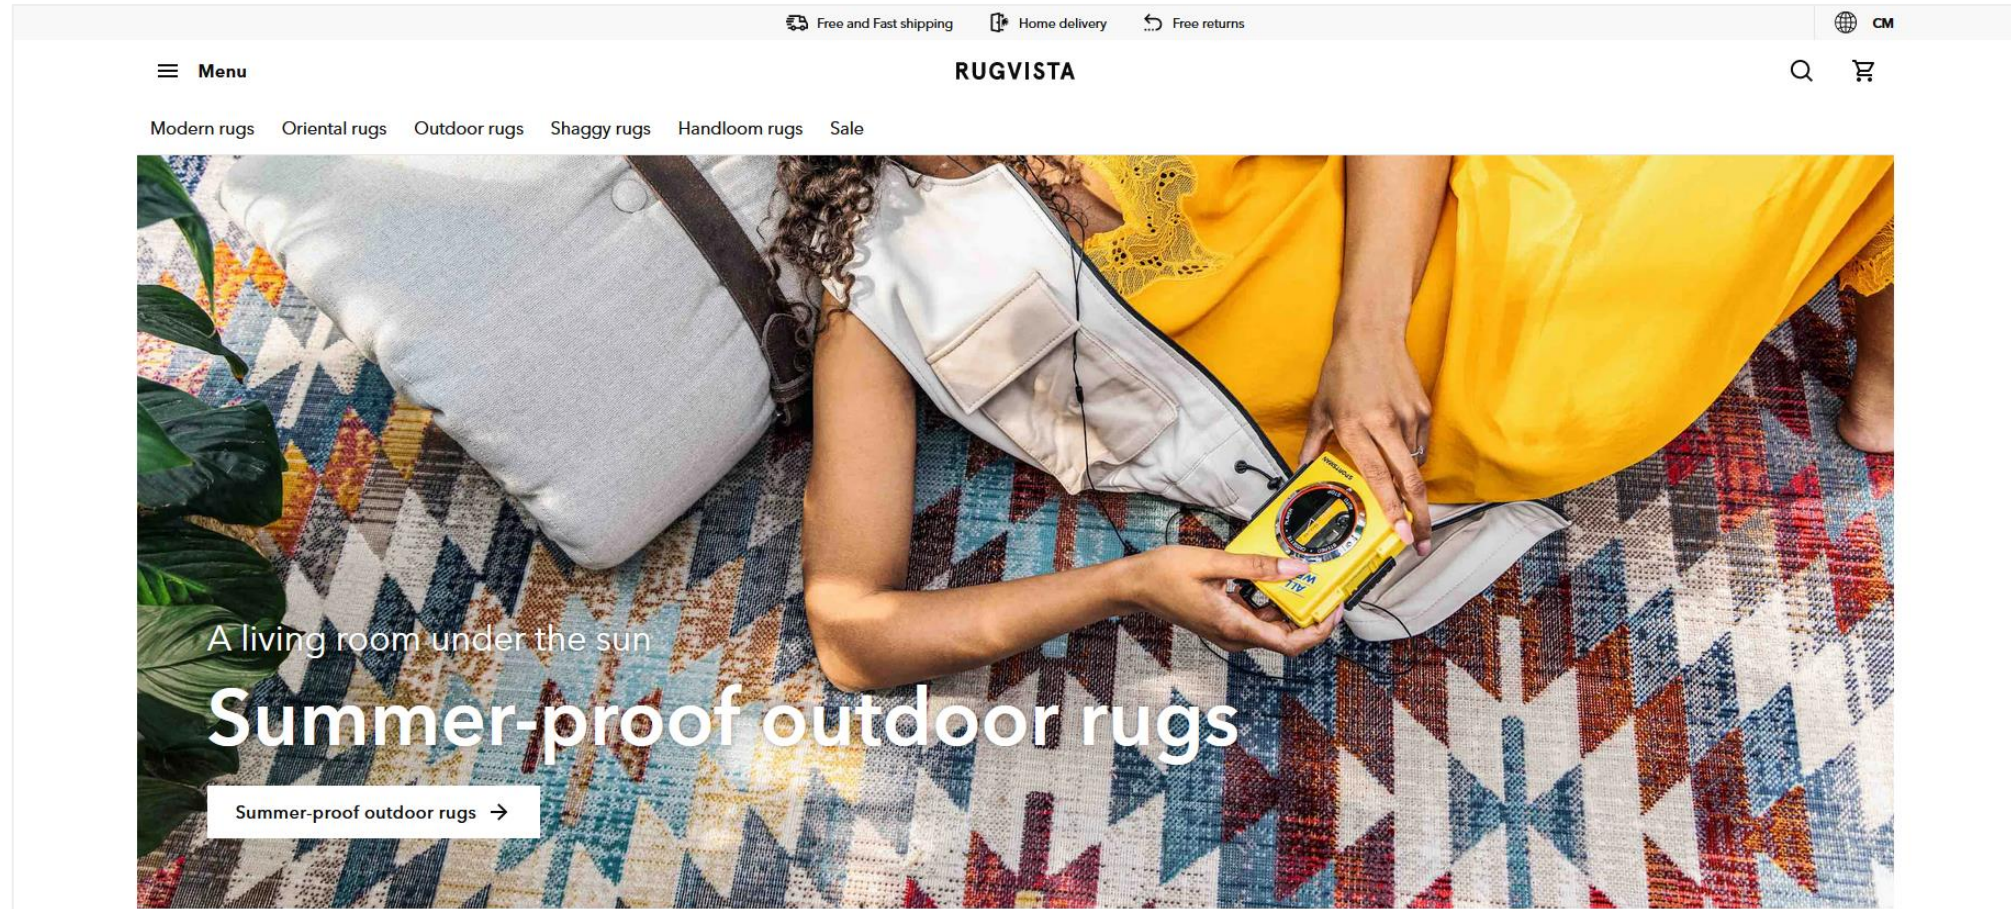 Free and Fast shipping
Home delivery
Free returns
CM
Menu
RUGVISTA
Modern rugs
Oriental rugs
Outdoor rugs
Shaggy rugs
Handloom rugs
Sale
SPORTSMAN
A living room under the sun
Summer-proof outdoor rugs
Summer-proof outdoor rugs